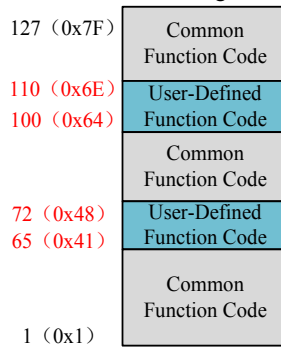 127（0x7F）
Common
Function Code
110（0x6E）
User-Defined
100（0x64）
Function Code
Common
Function Code
72（0x48）
User-Defined
65（0x41）
Function Code
Common
Function Code
1（0x1）